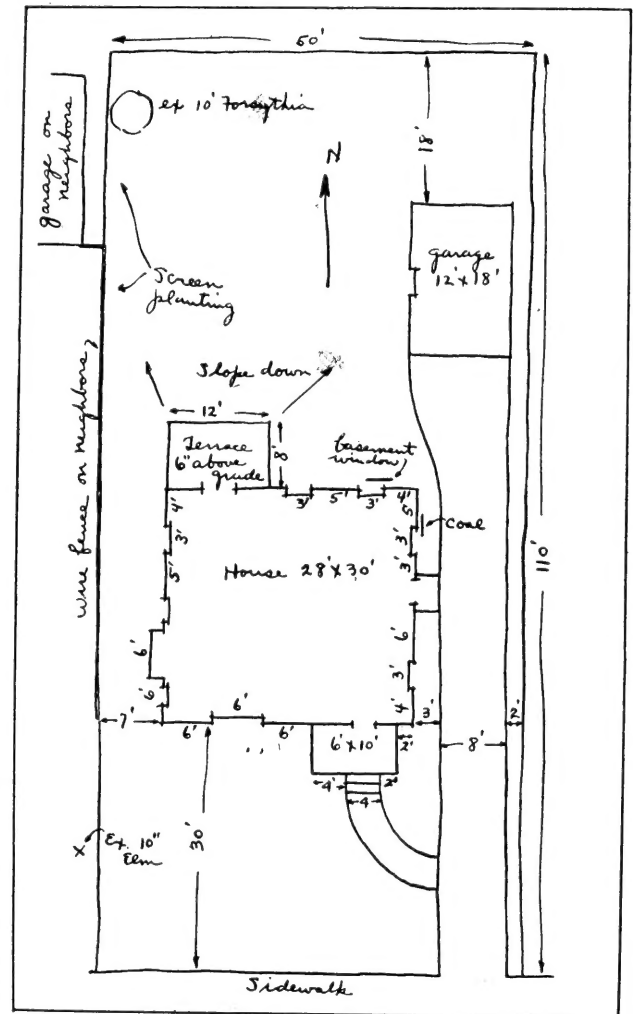 50'
ex 10' Forsythia
garage on
neighbors
N
18'
garage
12' x 18'
Screen
planting
Slope down
12'
8'
Terrace
6" above
grade
basement
window
wire fence on neighbors
4'
3'
5'
6'
6'
3'
5'
3'
4'
5'
3'
3'
6'
3'
4'
Coal
House 28' x 30'
110'
7'
6'
6'
6'
6' x 10'
2'
3'
8'
2'
4'
2'
4
30'
x
Ex. 10"
Elm
Sidewalk